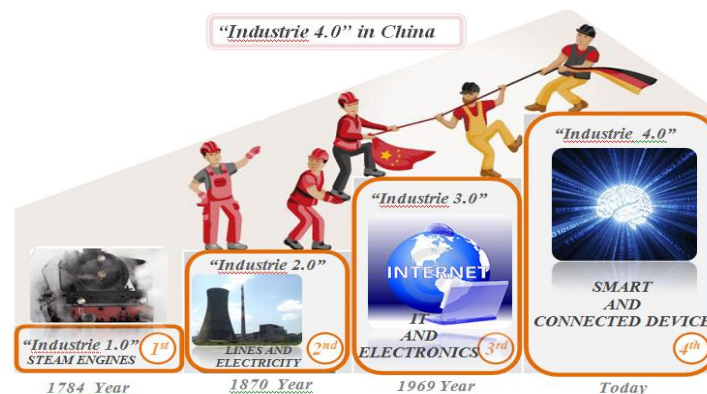 “Industrie 4.0” in China
“Industrie 4.0”
“Industrie 3.0”
INTERNET
“Industrie 2.0”
SMART
AND
CONNECTED DEVICE
4th
IT
AND
ELECTRONICS
3rd
LINES AND
ELECTRICITY
2nd
“Industrie 1.0”
STEAM ENGINES
1st
1784 Year
1870 Year
1969 Year
Today